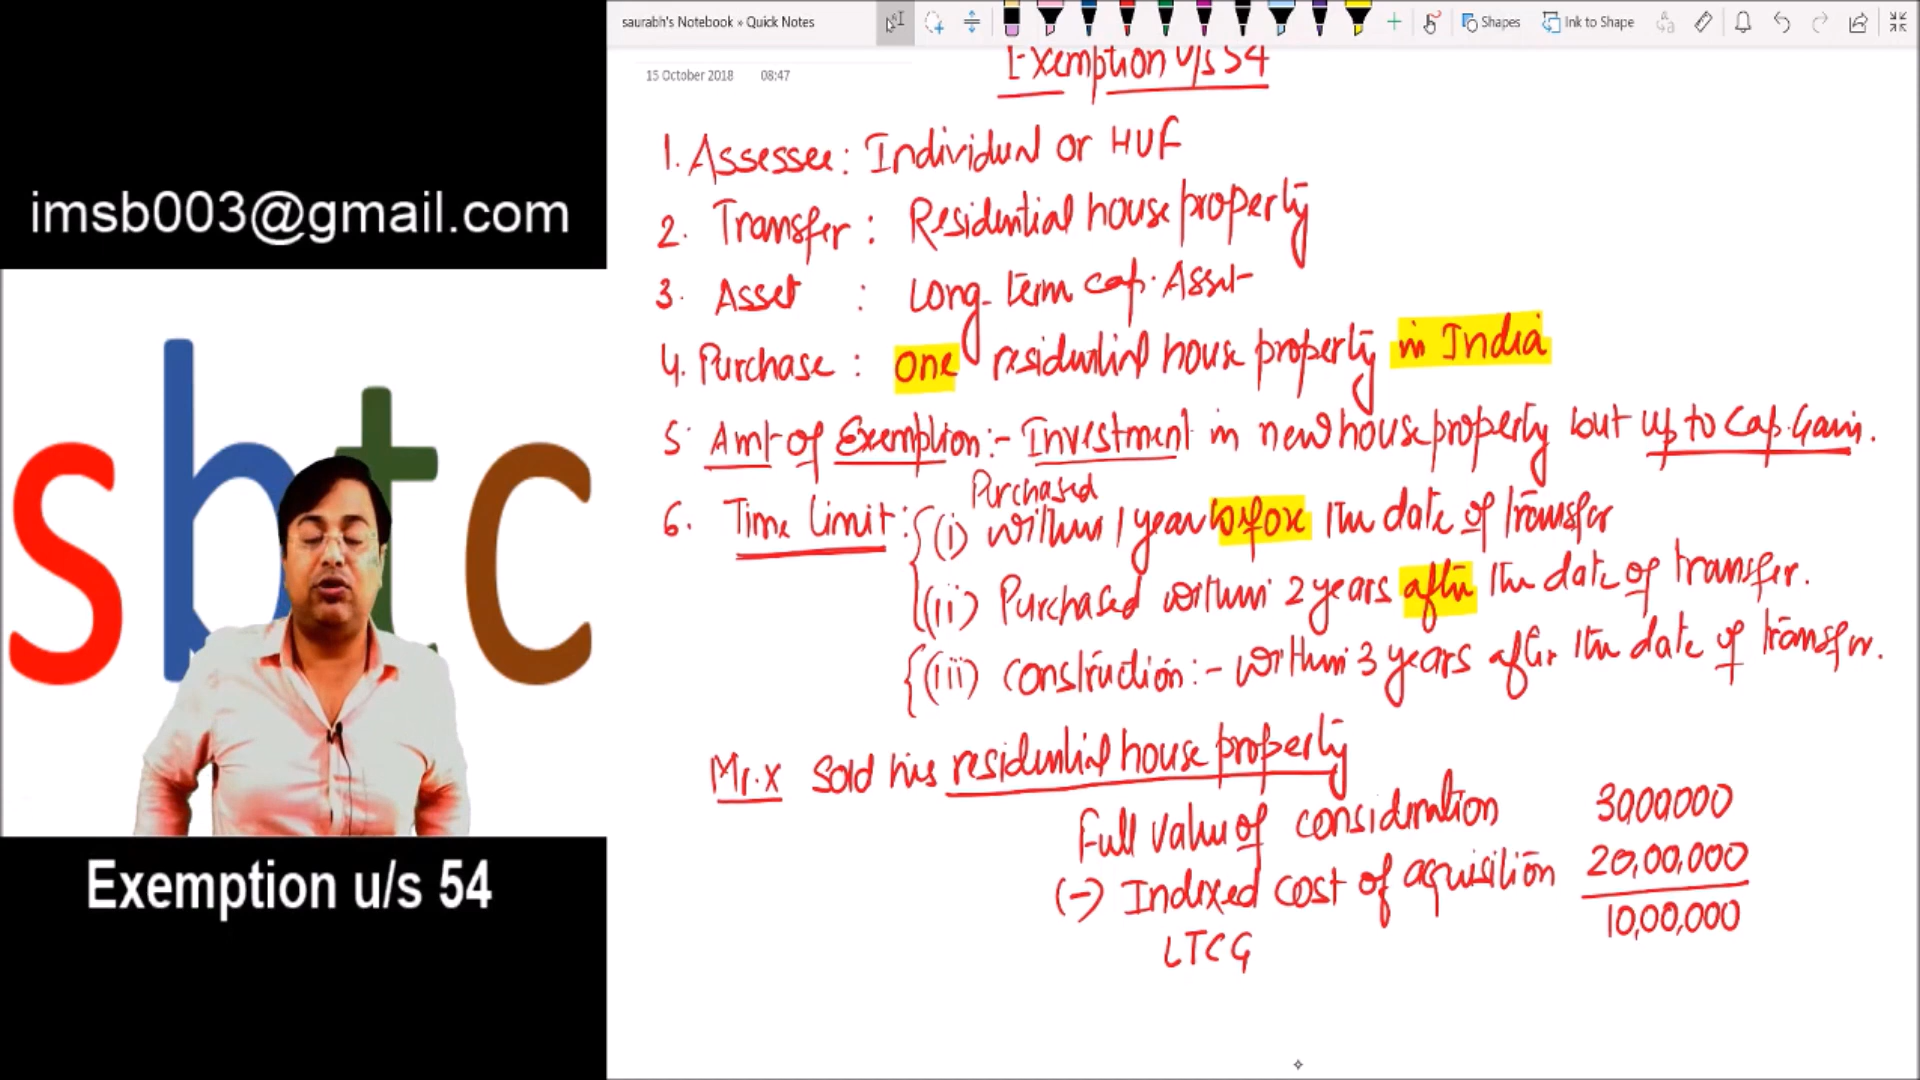 saurabh's Notebook » Quick Notes
Shapes
Ink to Shape
15 October 2018 08:47
Exemption u/s 54
1. Assessee: Individual or HUF
2. Transfer: Residential house property
3. Asset : Long-term cap. Asset
4. Purchase: One residential house property in India
5. Amt of Exemption:- Investment in new house property but up to Cap. Gain.
Purchased
6. Time Limit: (i) within 1 year before the date of transfer
(ii) Purchased within 2 years after the date of transfer.
(iii) construction:- within 3 years after the date of transfer.
Mr. X sold his residential house property
Full value of consideration 3000000
(-) Indexed cost of acquisition 20,00,000
LTCG 10,00,000
imsb003@gmail.com
sbtc
Exemption u/s 54